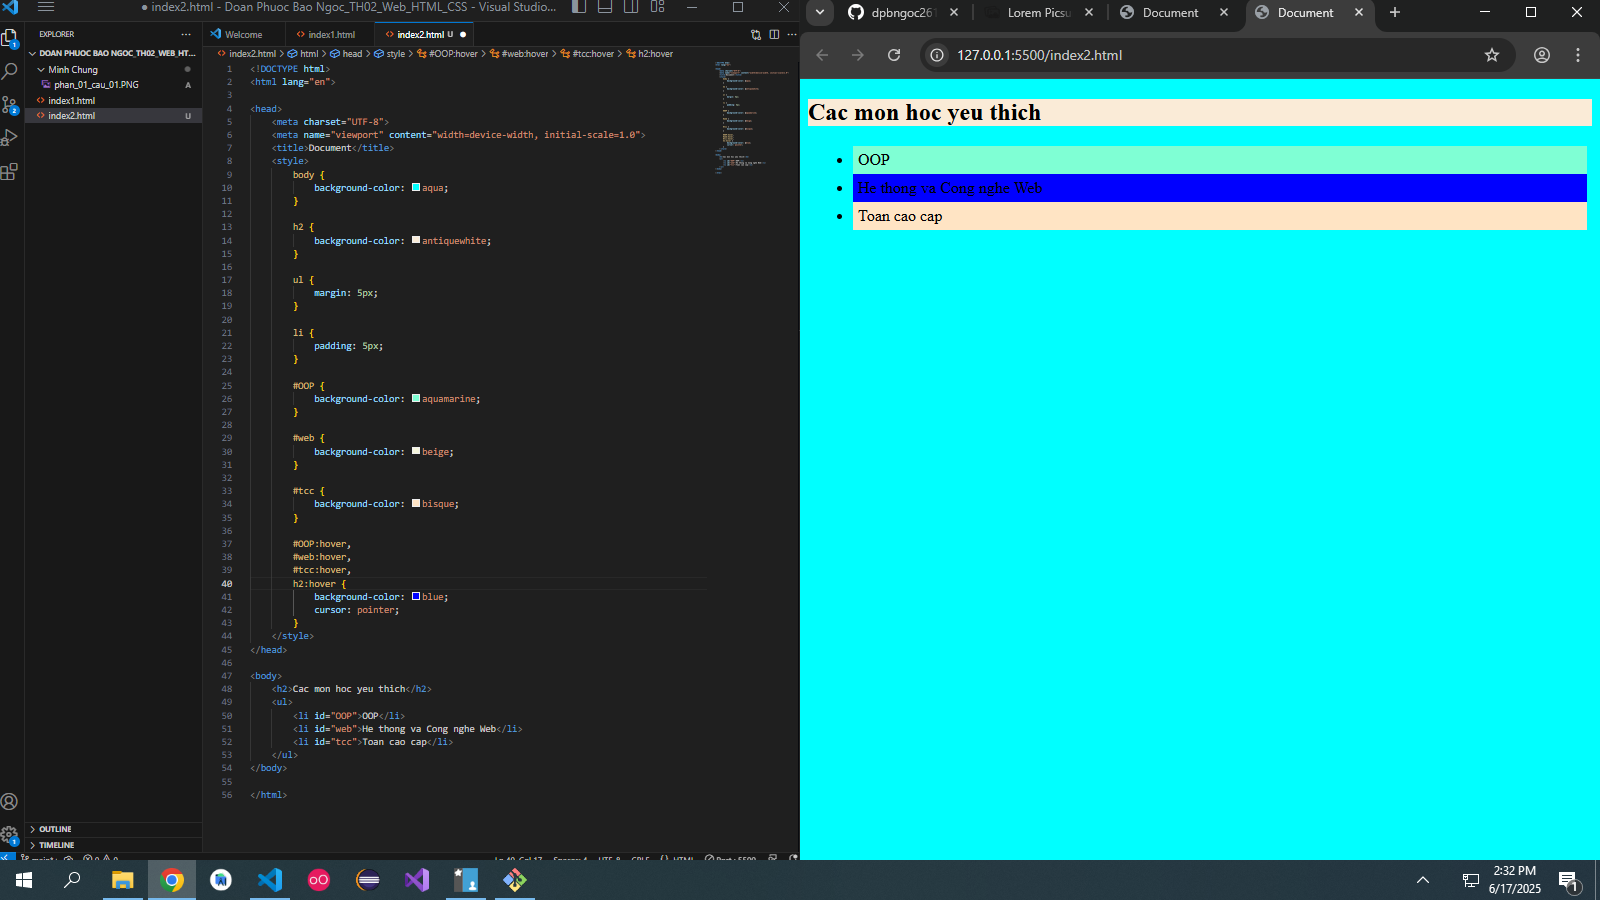 index2.html - Doan Phuoc Bao Ngoc_TH02_Web_HTML_CSS - Visual Studio...
EXPLORER
DOAN PHUOC BAO NGOC_TH02_WEB_HT...
Minh Chung
phan_01_cau_01.PNG A
index1.html
index2.html U
OUTLINE
TIMELINE
Welcome
index1.html
index2.html U
index2.html > html > head > style > #OOP:hover > #web:hover > #tcc:hover > h2:hover
1 <!DOCTYPE html>
2 <html lang="en">
3
4 <head>
5 <meta charset="UTF-8">
6 <meta name="viewport" content="width=device-width, initial-scale=1.0">
7 <title>Document</title>
8 <style>
9 body {
10 background-color: aqua;
11 }
12
13 h2 {
14 background-color: antiquewhite;
15 }
16
17 ul {
18 margin: 5px;
19 }
20
21 li {
22 padding: 5px;
23 }
24
25 #OOP {
26 background-color: aquamarine;
27 }
28
29 #web {
30 background-color: beige;
31 }
32
33 #tcc {
34 background-color: bisque;
35 }
36
37 #OOP:hover,
38 #web:hover,
39 #tcc:hover,
40 h2:hover {
41 background-color: blue;
42 cursor: pointer;
43 }
44 </style>
45 </head>
46
47 <body>
48 <h2>Cac mon hoc yeu thich</h2>
49 <ul>
50 <li id="OOP">OOP</li>
51 <li id="web">He thong va Cong nghe Web</li>
52 <li id="tcc">Toan cao cap</li>
53 </ul>
54 </body>
55
56 </html>
dpbngoc261
Lorem Picsu
Document
Document
127.0.0.1:5500/index2.html
Cac mon hoc yeu thich
OOP
He thong va Cong nghe Web
Toan cao cap
2:32 PM
6/17/2025
1